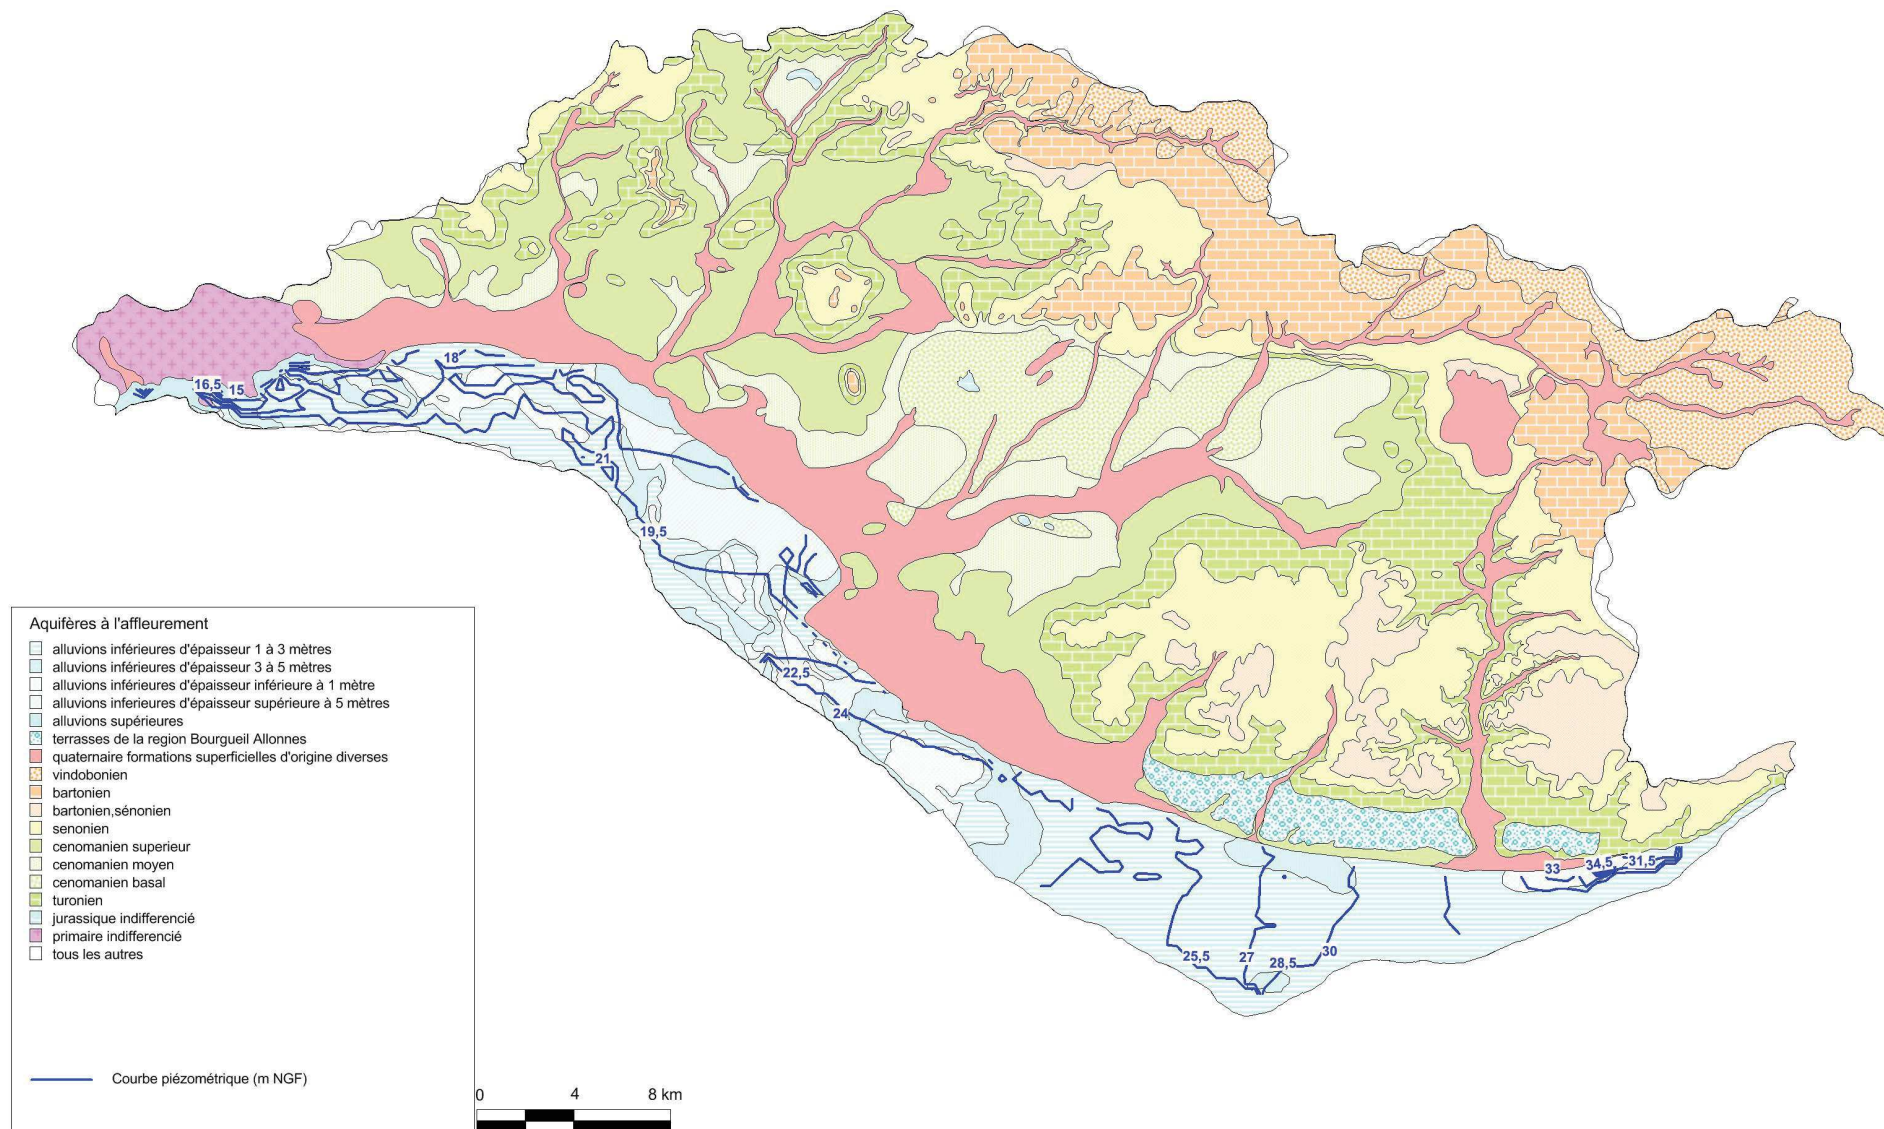 18
16,5
15
21
19,5
22,5
24
33
34,5
31,5
25,5
27
28,5
30
Aquifères à l'affleurement
alluvions inférieures d'épaisseur 1 à 3 mètres
alluvions inférieures d'épaisseur 3 à 5 mètres
alluvions inférieures d'épaisseur inférieure à 1 mètre
alluvions inferieures d'épaisseur supérieure à 5 mètres
alluvions supérieures
terrasses de la region Bourgueil Allonnes
quaternaire formations superficielles d'origine diverses
vindobonien
bartonien
bartonien,sénonien
senonien
cenomanien superieur
cenomanien moyen
cenomanien basal
turonien
jurassique indifferencié
primaire indifferencié
tous les autres
Courbe piézométrique (m NGF)
0 4 8 km